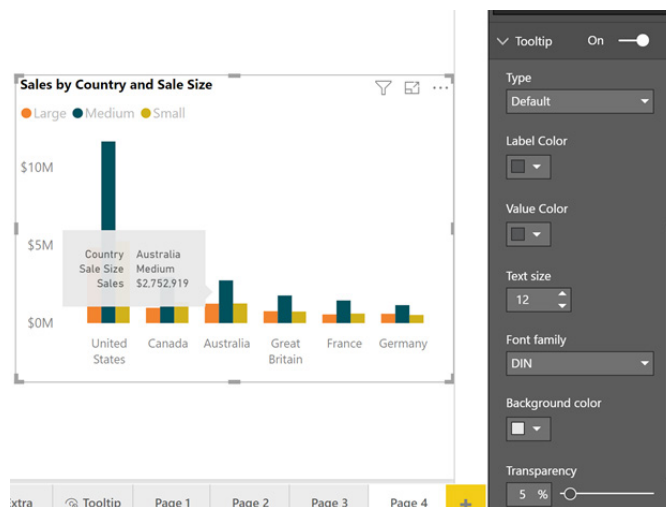 Sales by Country and Sale Size
Large Medium Small
$10M
$5M
$0M
Country Australia
Sale Size Medium
Sales $2,752,919
United States
Canada
Australia
Great Britain
France
Germany
xtra
Tooltip
Page 1
Page 2
Page 3
Page 4
+
Tooltip On
Type
Default
Label Color
Value Color
Text size
12
Font family
DIN
Background color
Transparency
5 %